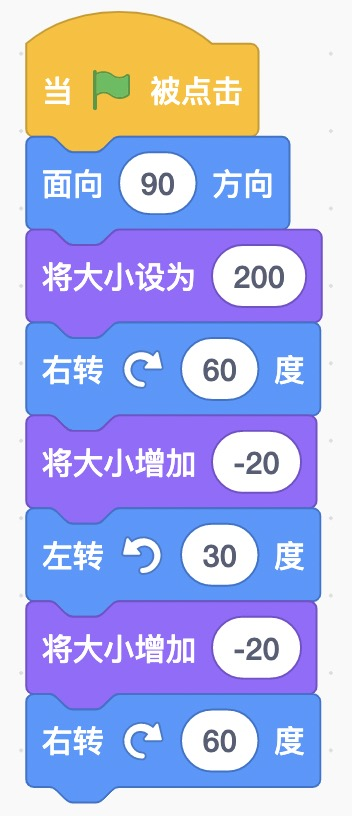 当 被点击
面向 90 方向
将大小设为 200
右转 60 度
将大小增加 -20
左转 30 度
将大小增加 -20
右转 60 度